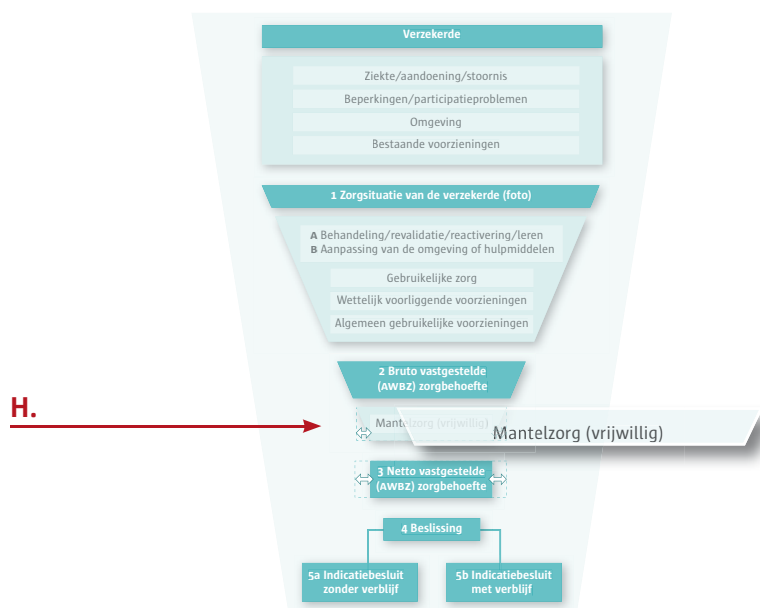 Verzekerde
Ziekte/aandoening/stoornis
Beperkingen/participatieproblemen
Omgeving
Bestaande voorzieningen
1 Zorgsituatie van de verzekerde (foto)
A Behandeling/revalidatie/reactivering/leren
B Aanpassing van de omgeving of hulpmiddelen
Gebruikelijke zorg
Wettelijk voorliggende voorzieningen
Algemeen gebruikelijke voorzieningen
2 Bruto vastgestelde
(AWBZ) zorgbehoefte
H.
Mantelzorg (vrijwillig)
Mantelzorg (vrijwillig)
3 Netto vastgestelde
(AWBZ) zorgbehoefte
4 Beslissing
5a Indicatiebesluit
zonder verblijf
5b Indicatiebesluit
met verblijf